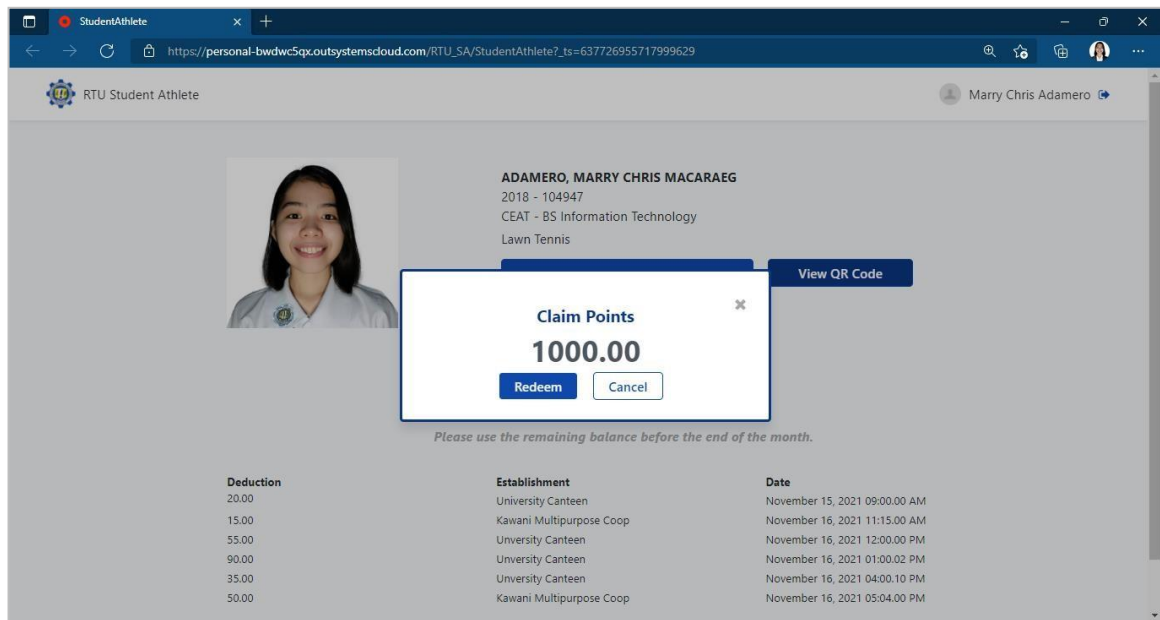 StudentAthlete
https://personal-bwdwc5qx.outsystemscloud.com/RTU_SA/StudentAthlete?_ts=637726955717999629
RTU Student Athlete
Marry Chris Adamero
ADAMERO, MARRY CHRIS MACARAEG
2018 - 104947
CEAT - BS Information Technology
Lawn Tennis
View QR Code
Claim Points
1000.00
Redeem Cancel
Please use the remaining balance before the end of the month.
Deduction Establishment Date
20.00 University Canteen November 15, 2021 09:00.00 AM
15.00 Kawani Multipurpose Coop November 16, 2021 11:15.00 AM
55.00 Unversity Canteen November 16, 2021 12:00.00 PM
90.00 Unversity Canteen November 16, 2021 01:00.02 PM
35.00 Unversity Canteen November 16, 2021 04:00.10 PM
50.00 Kawani Multipurpose Coop November 16, 2021 05:04.00 PM